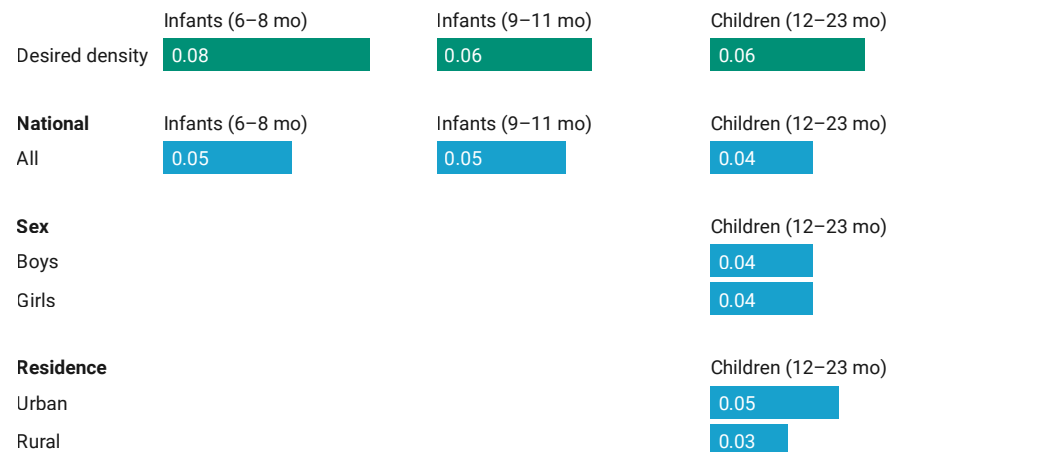 Infants (6–8 mo) Infants (9–11 mo) Children (12–23 mo)
Desired density 0.08 0.06 0.06
National Infants (6–8 mo) Infants (9–11 mo) Children (12–23 mo)
All 0.05 0.05 0.04
Sex Children (12–23 mo)
Boys 0.04
Girls 0.04
Residence Children (12–23 mo)
Urban 0.05
Rural 0.03